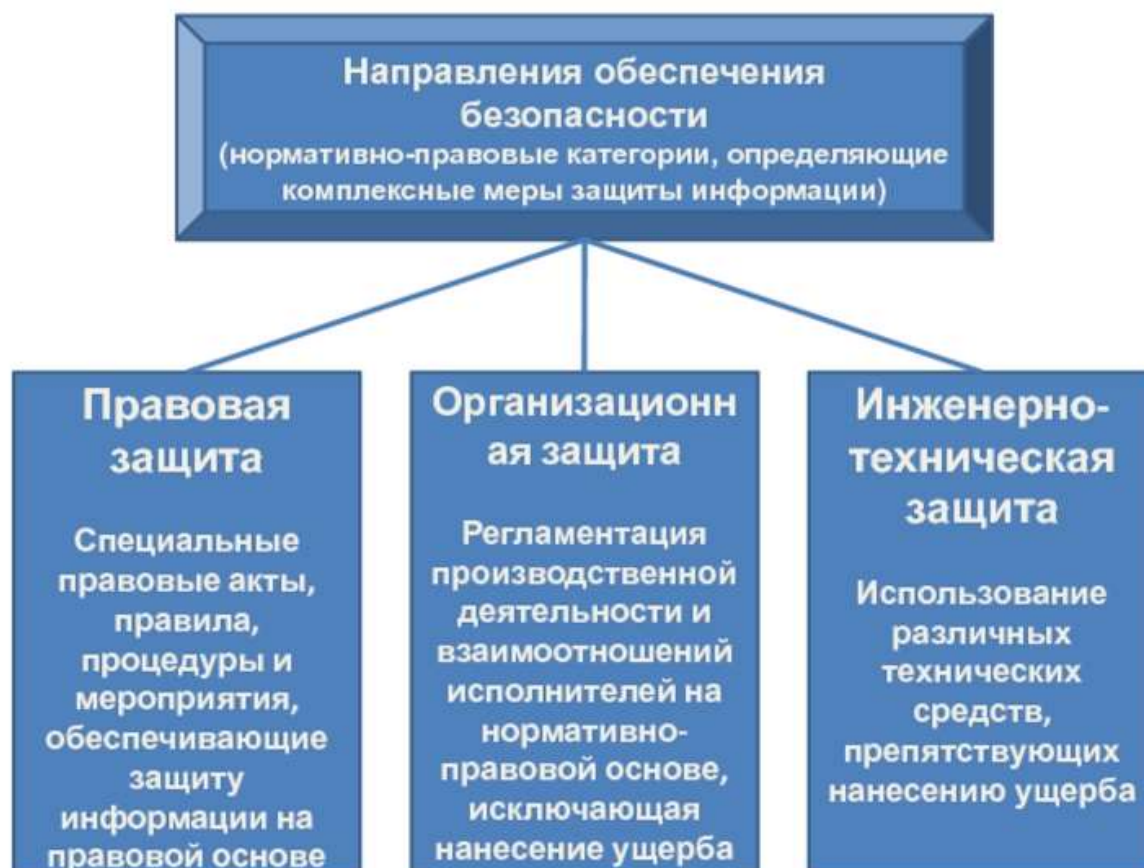 Направления обеспечения
безопасности
(нормативно-правовые категории, определяющие
комплексные меры защиты информации)
Правовая
защита
Специальные
правовые акты,
правила,
процедуры и
мероприятия,
обеспечивающие
защиту
информации на
правовой основе
Организационн
ая защита
Регламентация
производственной
деятельности и
взаимоотношений
исполнителей на
нормативно-
правовой основе,
исключающая
нанесение ущерба
Инженерно-
техническая
защита
Использование
различных
технических
средств,
препятствующих
нанесению ущерба